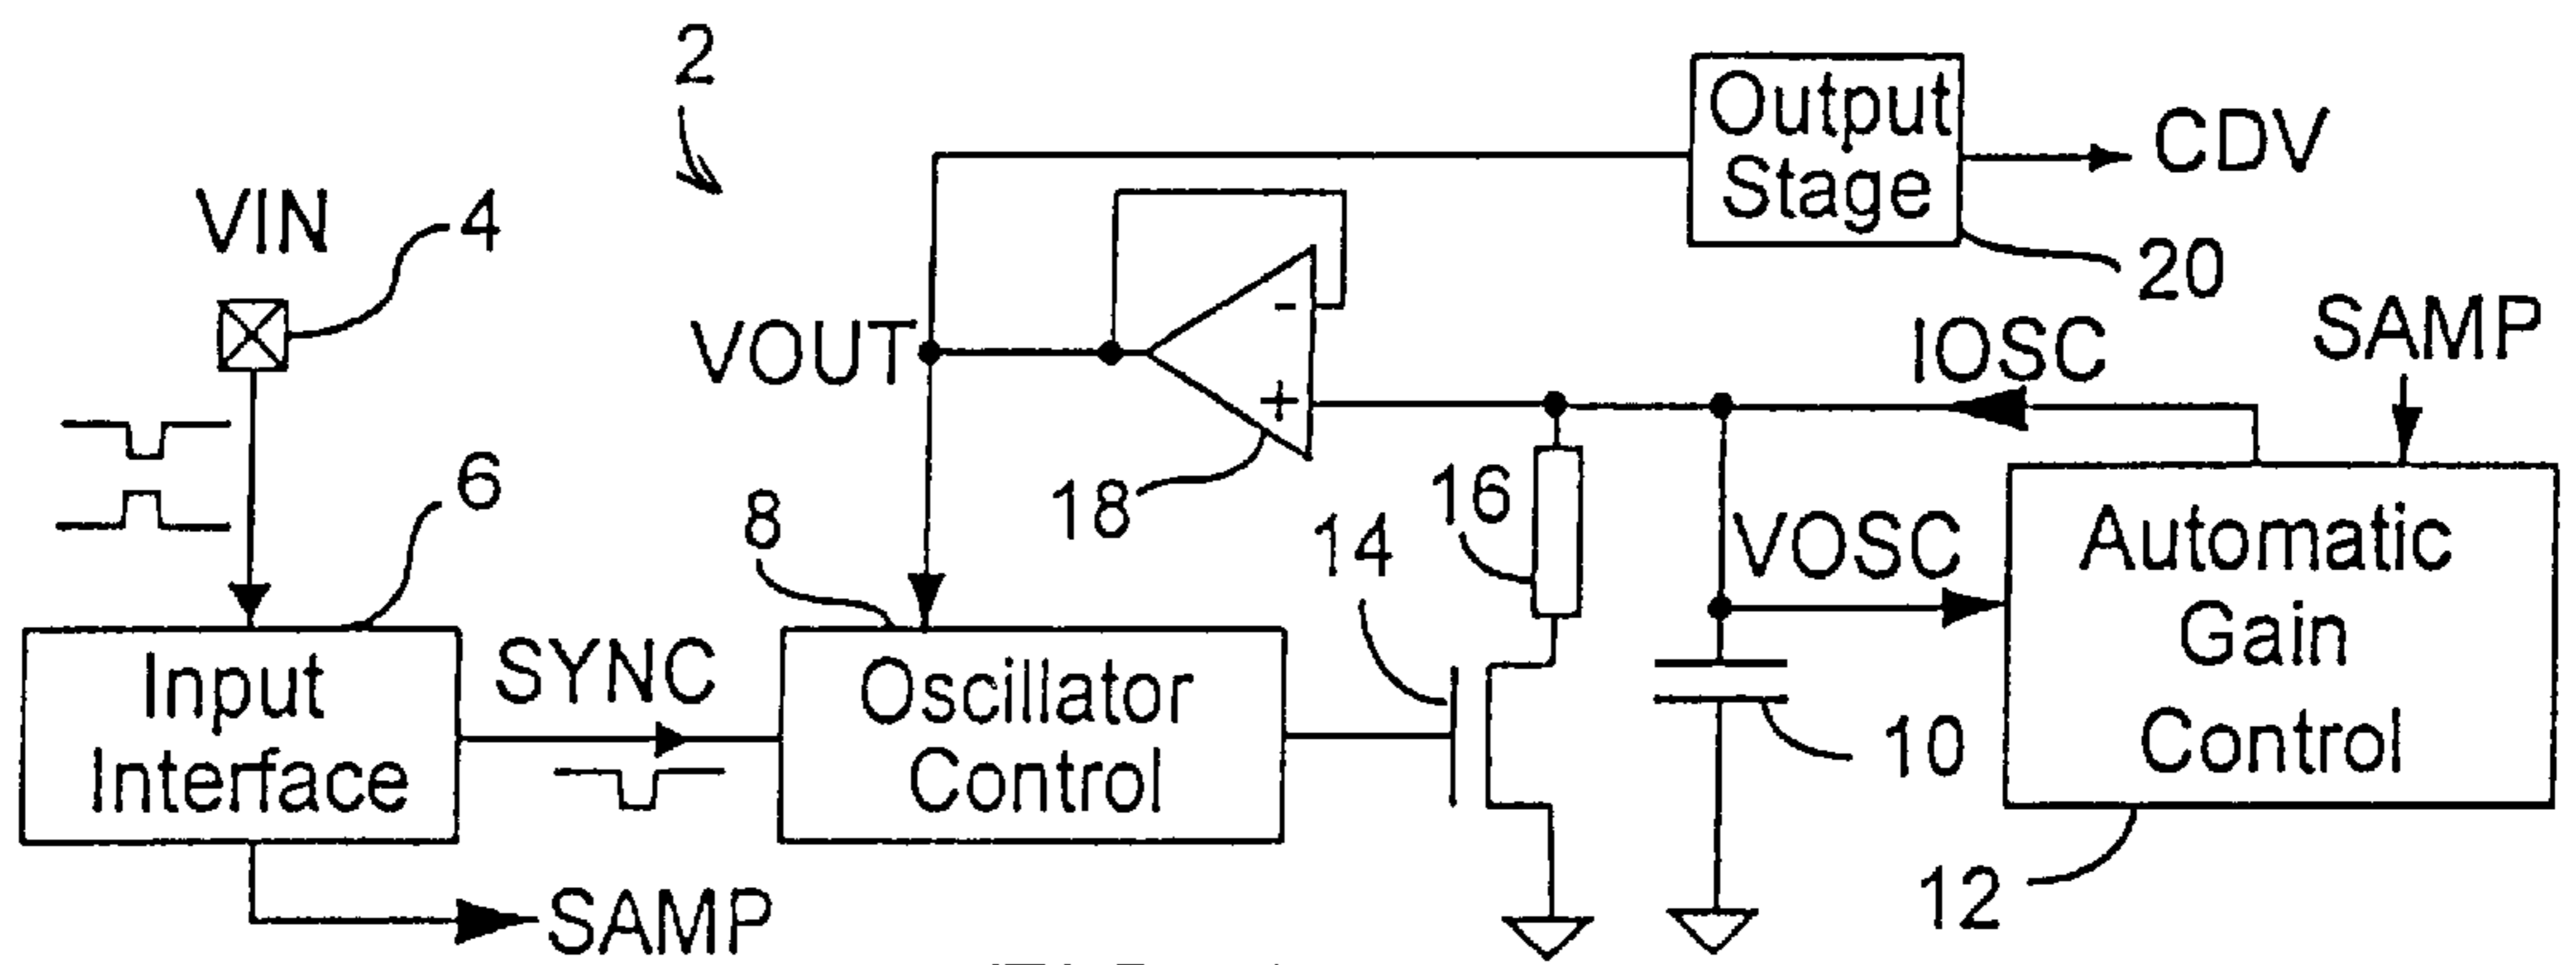 2
VIN
4
Output
Stage
CDV
20
VOUT
-
+
18
IOSC
SAMP
6
8
14
16
VOSC
Automatic
Gain
Control
Input
Interface
SYNC
Oscillator
Control
10
12
SAMP